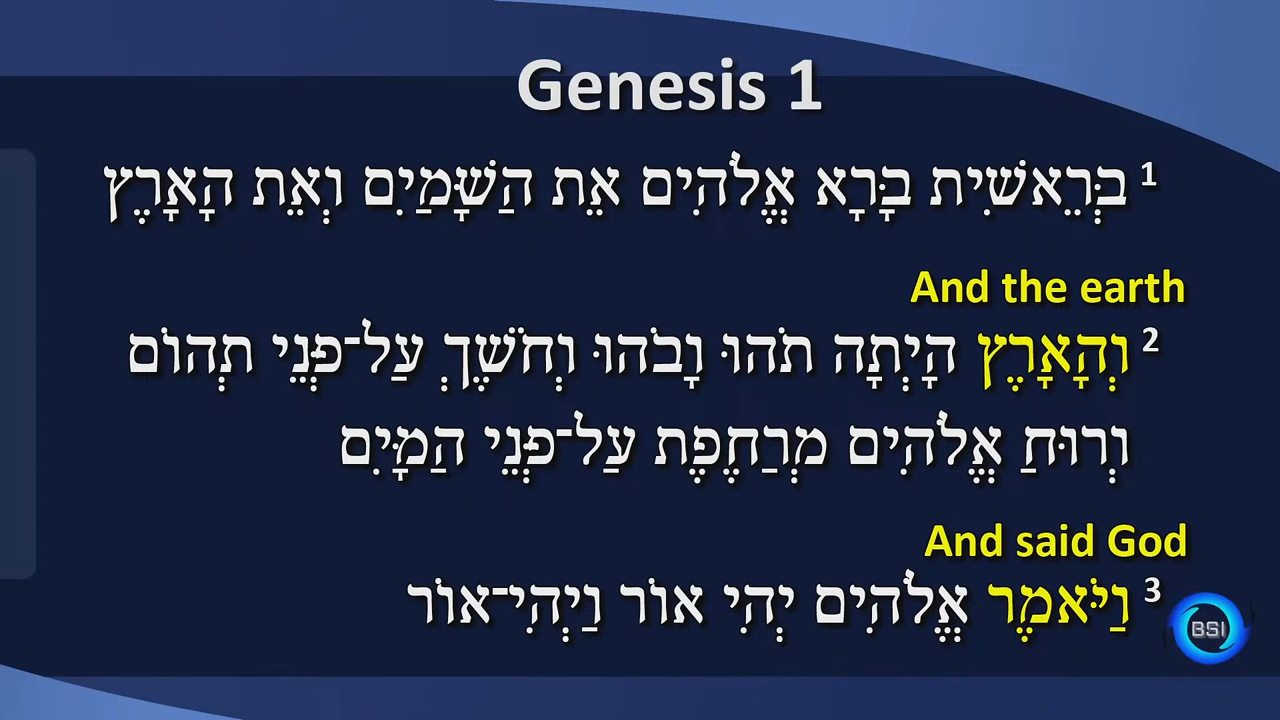 Genesis 1
1 בְּרֵאשִׁית בָּרָא אֱלֹהִים אֵת הַשָּׁמַיִם וְאֵת הָאָרֶץ
And the earth
2 וְהָאָרֶץ הָיְתָה תֹהוּ וָבֹהוּ וְחֹשֶׁךְ עַל־פְּנֵי תְהוֹם
וְרוּחַ אֱלֹהִים מְרַחֶפֶת עַל־פְּנֵי הַמָּיִם
And said God
3 וַיֹּאמֶר אֱלֹהִים יְהִי אוֹר וַיְהִי־אוֹר
BSI